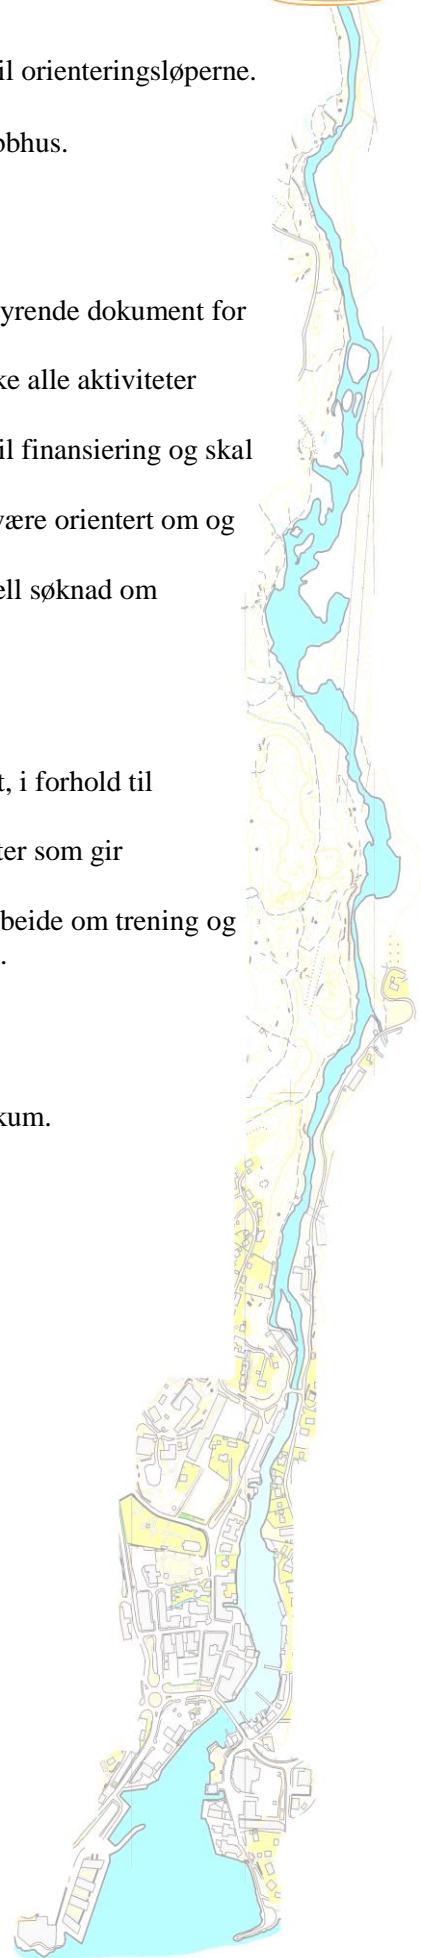 il orienteringsløperne.
bbhus.
yrende dokument for
ke alle aktiviteter
il finansiering og skal
være orientert om og
ell søknad om
t, i forhold til
ter som gir
beide om trening og
.
kum.